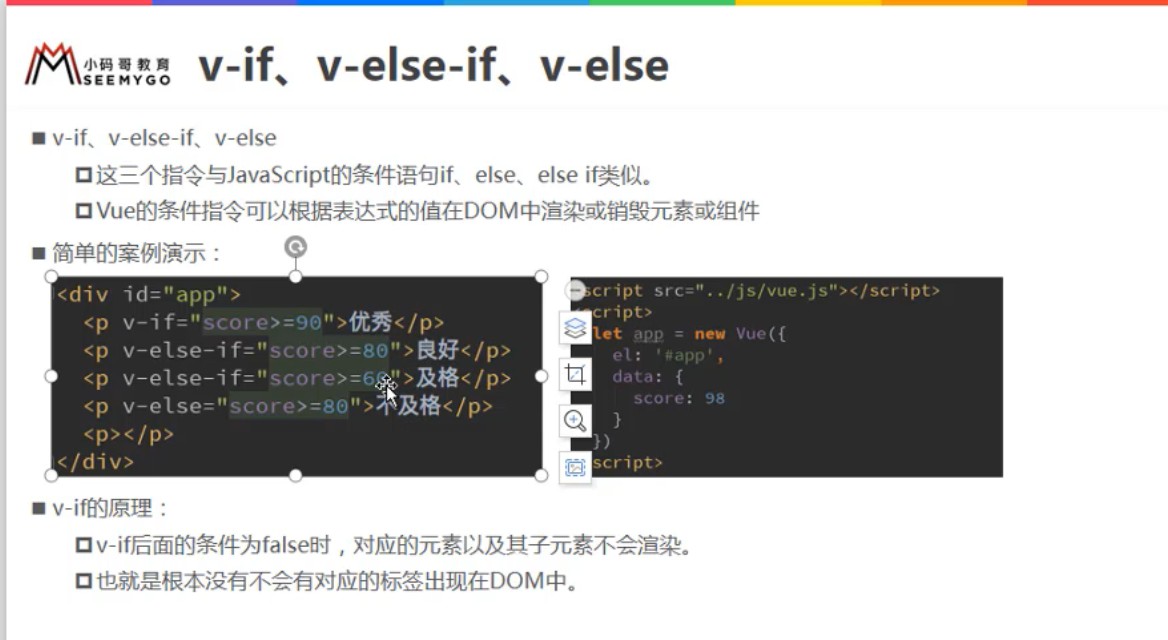 小码哥教育
SEEMYGO
v-if、v-else-if、v-else
v-if、v-else-if、v-else
这三个指令与JavaScript的条件语句if、else、else if类似。
Vue的条件指令可以根据表达式的值在DOM中渲染或销毁元素或组件
简单的案例演示：
<div id="app">
<p v-if="score>=90">优秀</p>
<p v-else-if="score>=80">良好</p>
<p v-else-if="score>=60">及格</p>
<p v-else="score>=80">不及格</p>
<p></p>
</div>
script src="../js/vue.js"></script>
script>
let app = new Vue({
el: '#app',
data: {
score: 98
}
})
script>
v-if的原理：
v-if后面的条件为false时，对应的元素以及其子元素不会渲染。
也就是根本没有不会有对应的标签出现在DOM中。